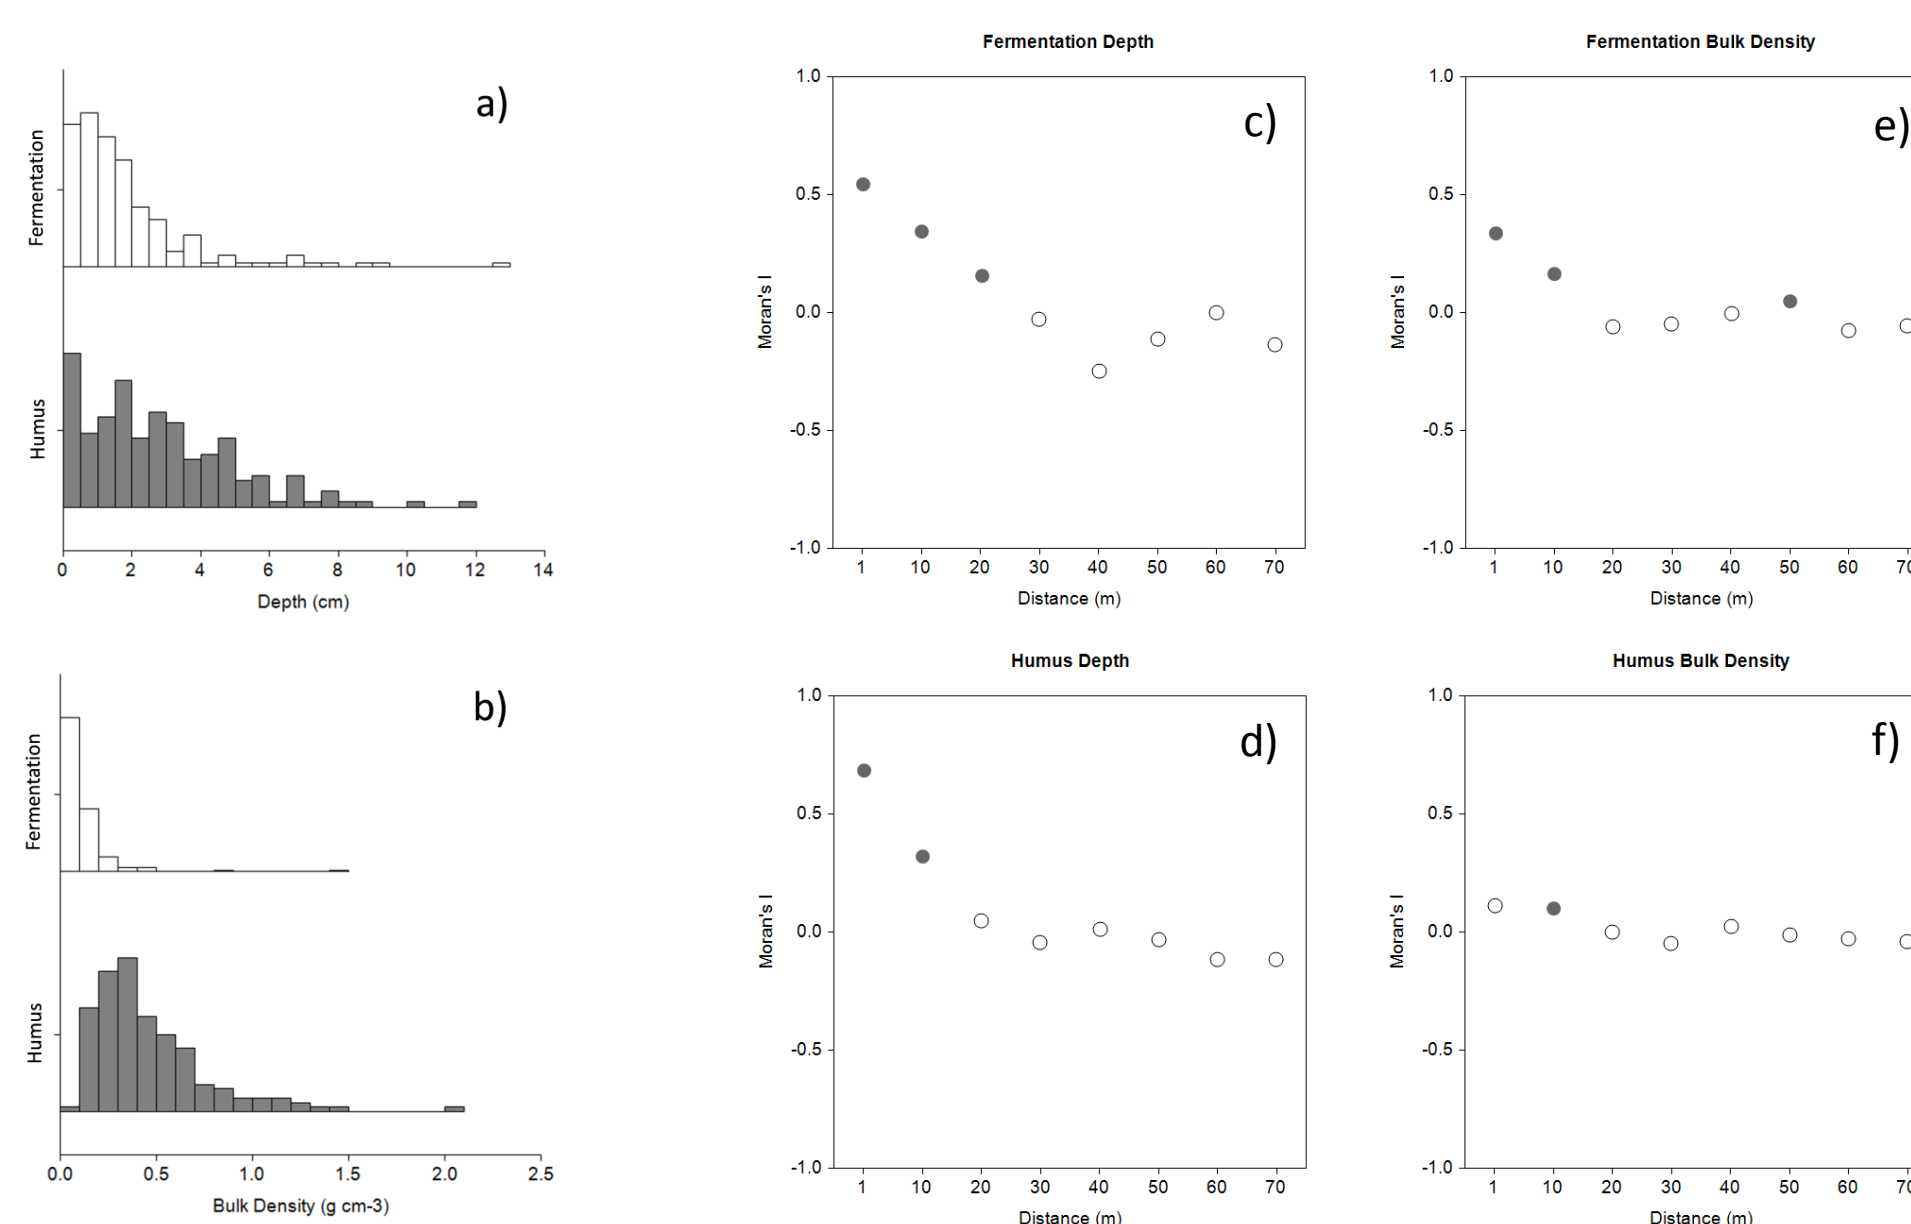 a)
Fermentation
Humus
0 2 4 6 8 10 12 14
Depth (cm)
b)
Fermentation
Humus
0.0 0.5 1.0 1.5 2.0 2.5
Bulk Density (g cm-3)
Fermentation Depth
c)
1.0
0.5
0.0
-0.5
-1.0
Moran's I
1 10 20 30 40 50 60 70
Distance (m)
Humus Depth
d)
1.0
0.5
0.0
-0.5
-1.0
Moran's I
1 10 20 30 40 50 60 70
Distance (m)
Fermentation Bulk Density
e)
1.0
0.5
0.0
-0.5
-1.0
Moran's I
1 10 20 30 40 50 60 70
Distance (m)
Humus Bulk Density
f)
1.0
0.5
0.0
-0.5
-1.0
Moran's I
1 10 20 30 40 50 60 70
Distance (m)